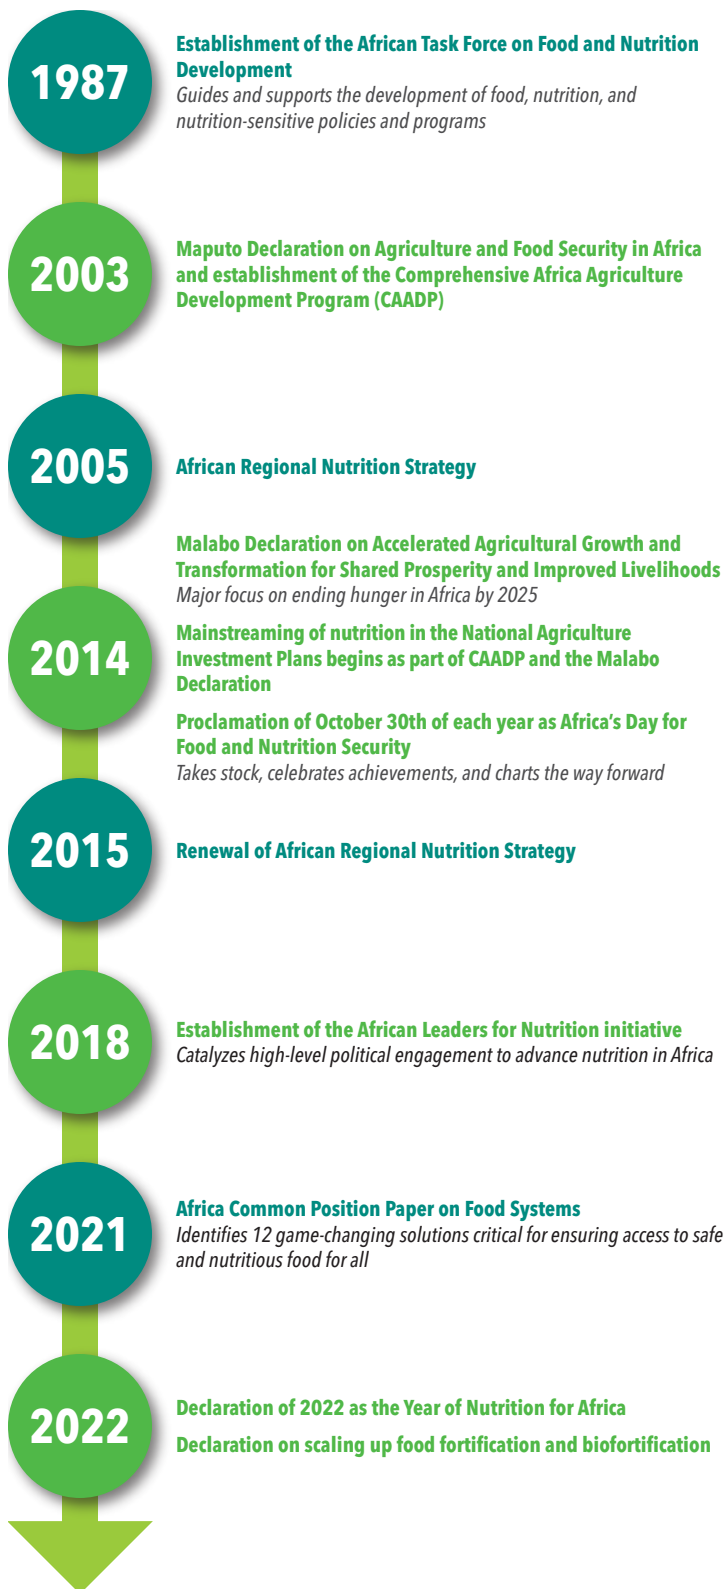 1987
Establishment of the African Task Force on Food and Nutrition
Development
Guides and supports the development of food, nutrition, and
nutrition-sensitive policies and programs
2003
Maputo Declaration on Agriculture and Food Security in Africa
and establishment of the Comprehensive Africa Agriculture
Development Program (CAADP)
2005
African Regional Nutrition Strategy
2014
Malabo Declaration on Accelerated Agricultural Growth and
Transformation for Shared Prosperity and Improved Livelihoods
Major focus on ending hunger in Africa by 2025
Mainstreaming of nutrition in the National Agriculture
Investment Plans begins as part of CAADP and the Malabo
Declaration
Proclamation of October 30th of each year as Africa's Day for
Food and Nutrition Security
Takes stock, celebrates achievements, and charts the way forward
2015
Renewal of African Regional Nutrition Strategy
2018
Establishment of the African Leaders for Nutrition initiative
Catalyzes high-level political engagement to advance nutrition in Africa
2021
Africa Common Position Paper on Food Systems
Identifies 12 game-changing solutions critical for ensuring access to safe
and nutritious food for all
2022
Declaration of 2022 as the Year of Nutrition for Africa
Declaration on scaling up food fortification and biofortification